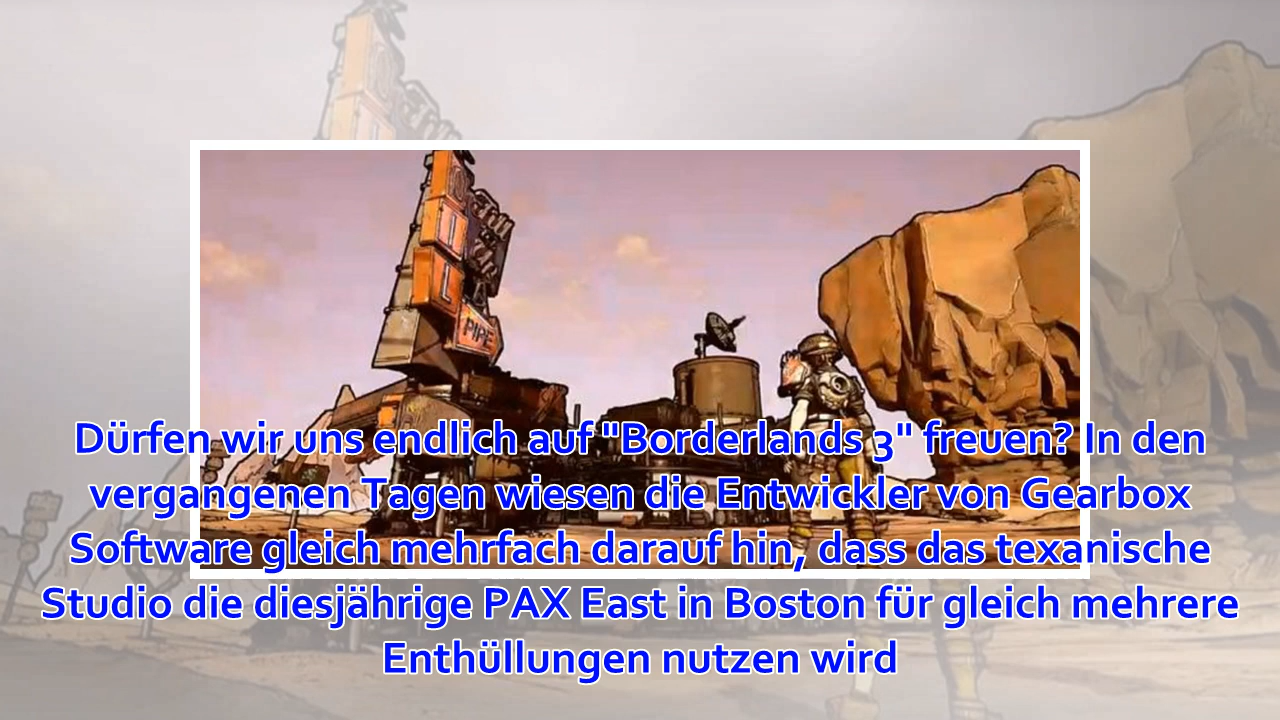 OIL
PIPE
Dürfen wir uns endlich auf "Borderlands 3" freuen? In den
vergangenen Tagen wiesen die Entwickler von Gearbox
Software gleich mehrfach darauf hin, dass das texanische
Studio die diesjährige PAX East in Boston für gleich mehrere
Enthüllungen nutzen wird